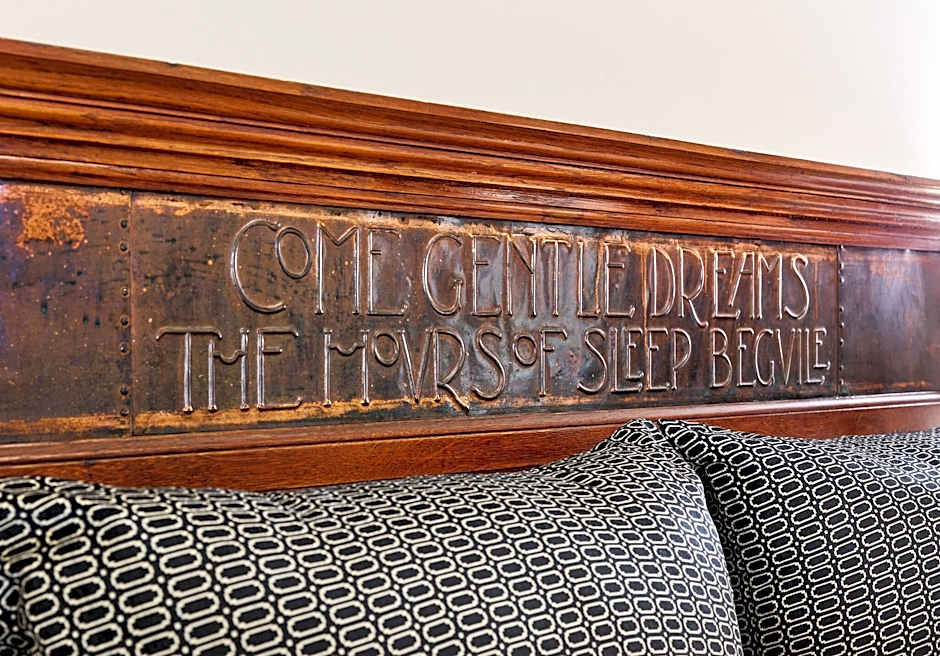 COME GENTLE DREAMS
THE HOVRS OF SLEEP BEGVILE